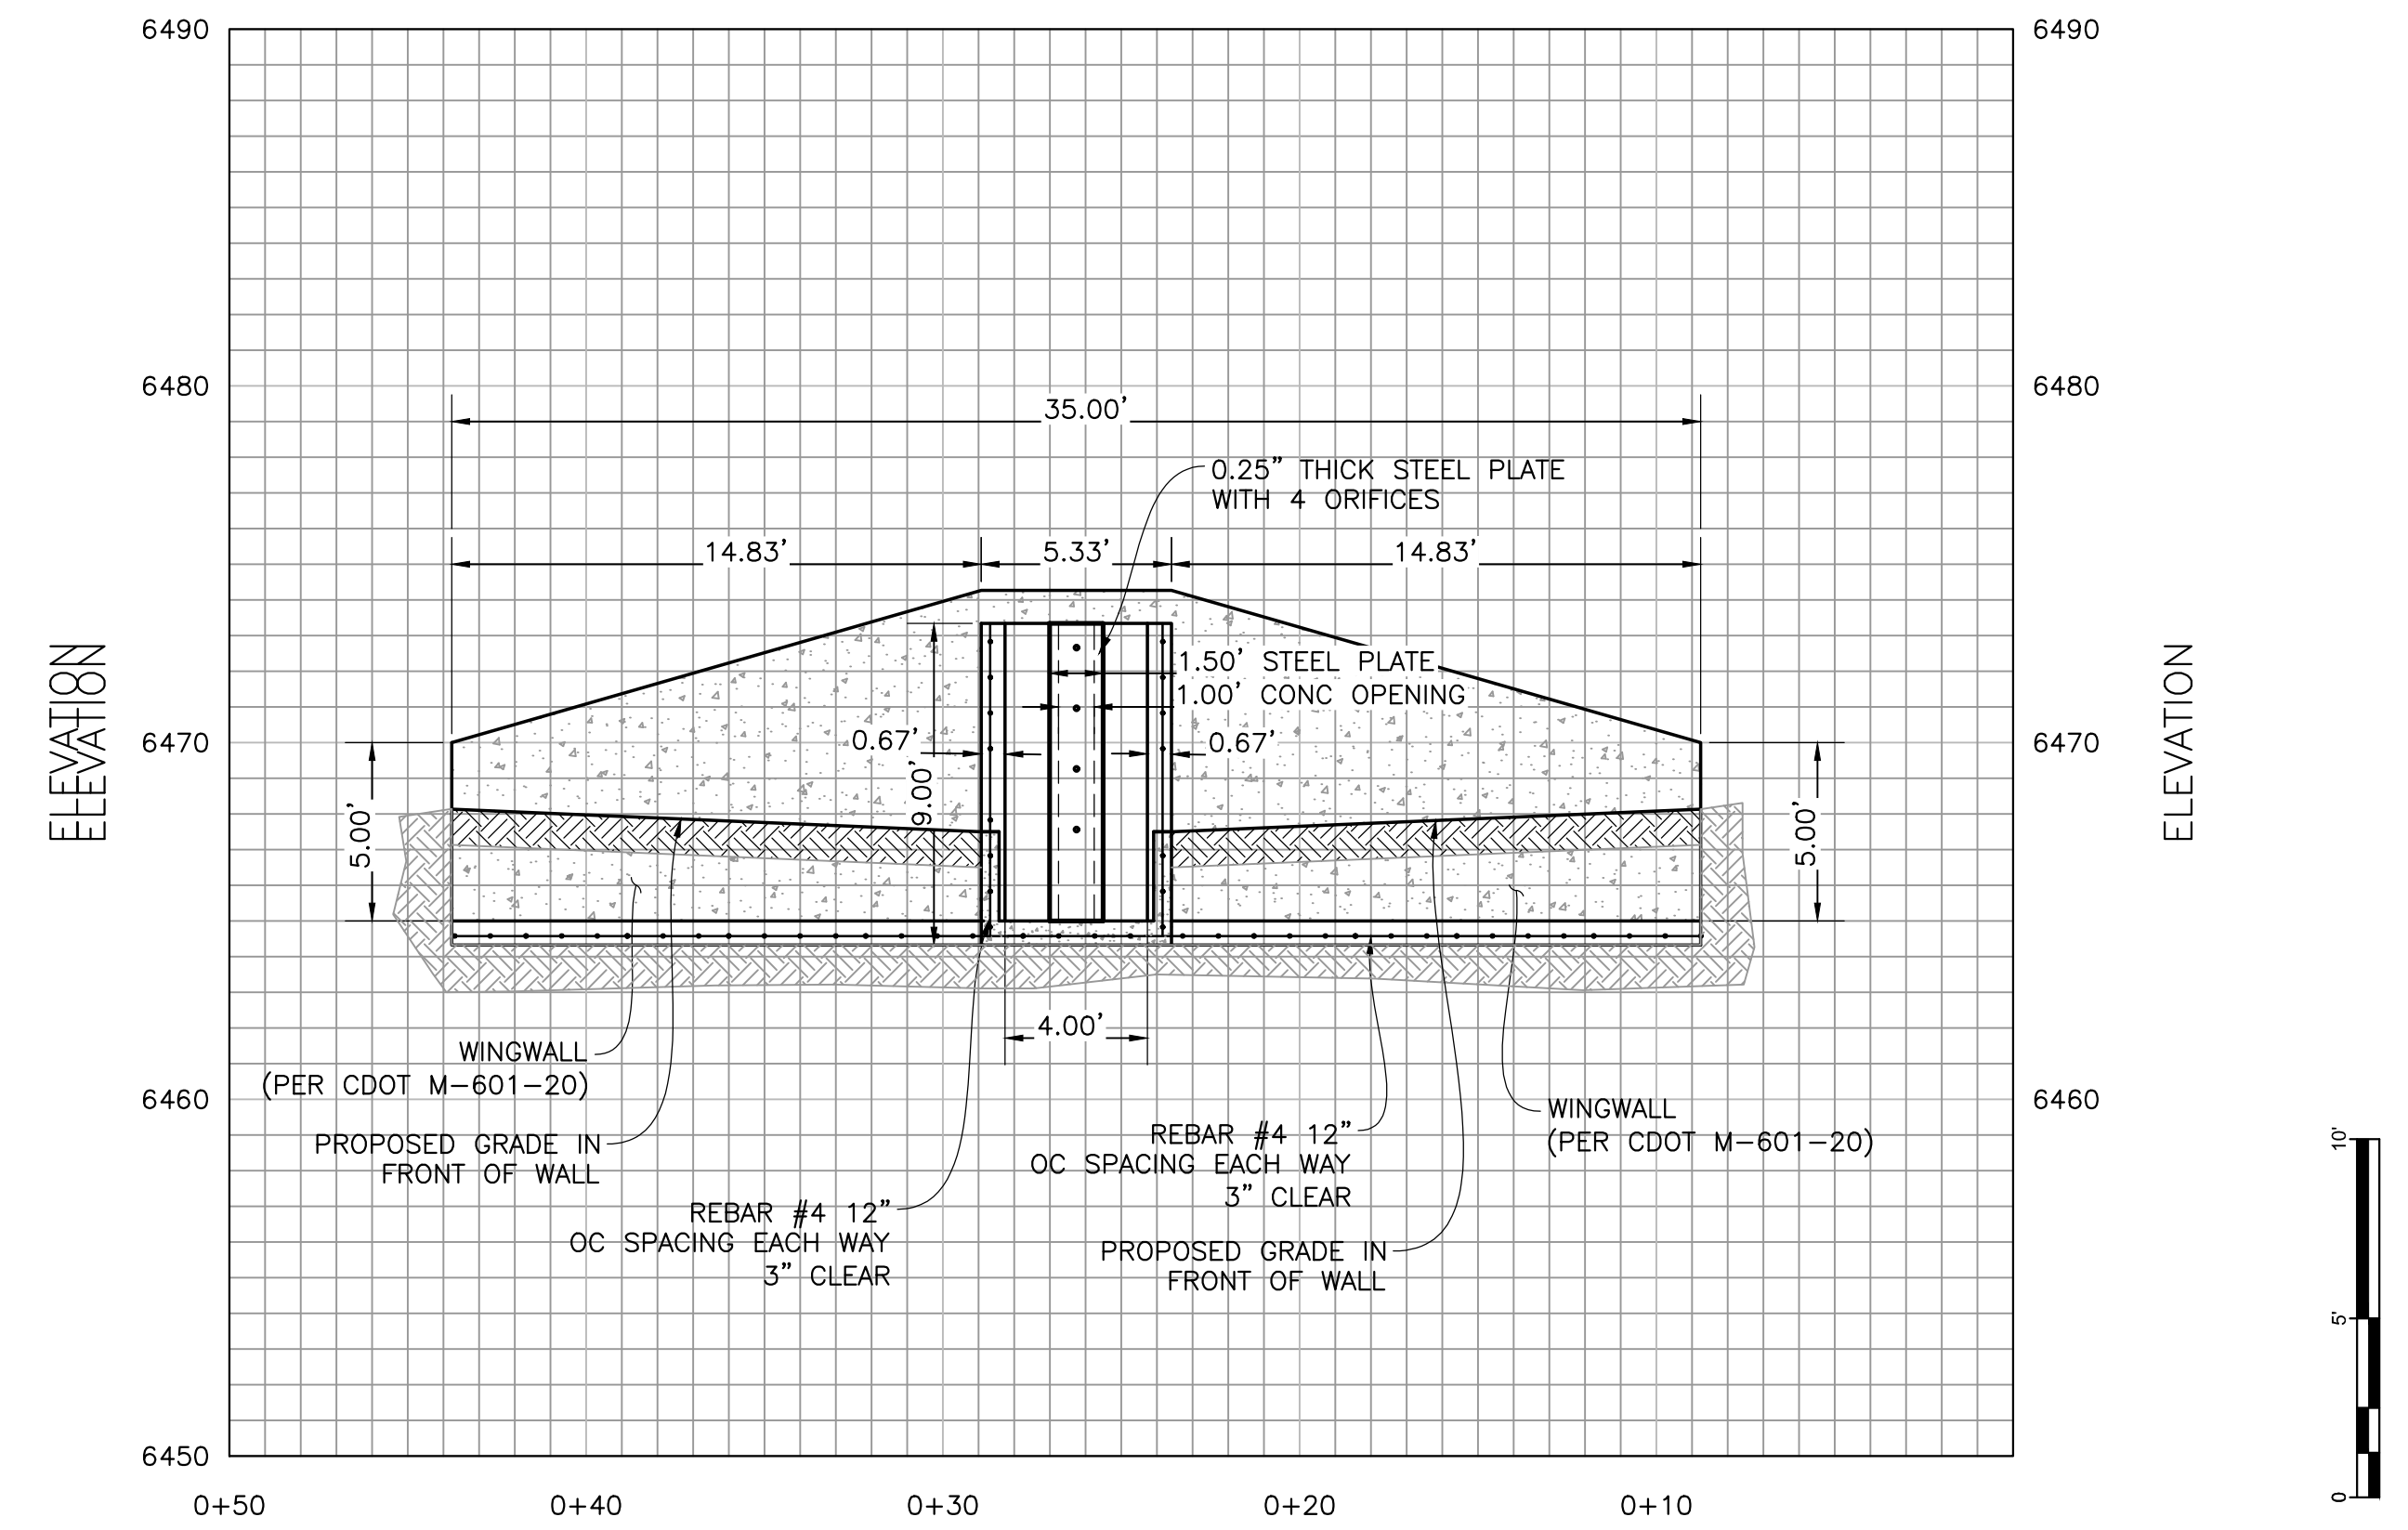 6490
6490
6480
6480
35.00'
0.25" THICK STEEL PLATE
WITH 4 ORIFICES
14.83'
5.33'
14.83'
1.50' STEEL PLATE
1.00' CONC OPENING
ELEVATION
ELEVATION
ELEVATION
6470
6470
0.67'
0.67'
9.00'
5.00'
5.00'
4.00'
WINGWALL
(PER CDOT M-601-20)
6460
6460
PROPOSED GRADE IN
FRONT OF WALL
REBAR #4 12"
OC SPACING EACH WAY
3" CLEAR
REBAR #4 12"
OC SPACING EACH WAY
3" CLEAR
WINGWALL
(PER CDOT M-601-20)
PROPOSED GRADE IN
FRONT OF WALL
10'
5'
0
6450
0+50
0+40
0+30
0+20
0+10